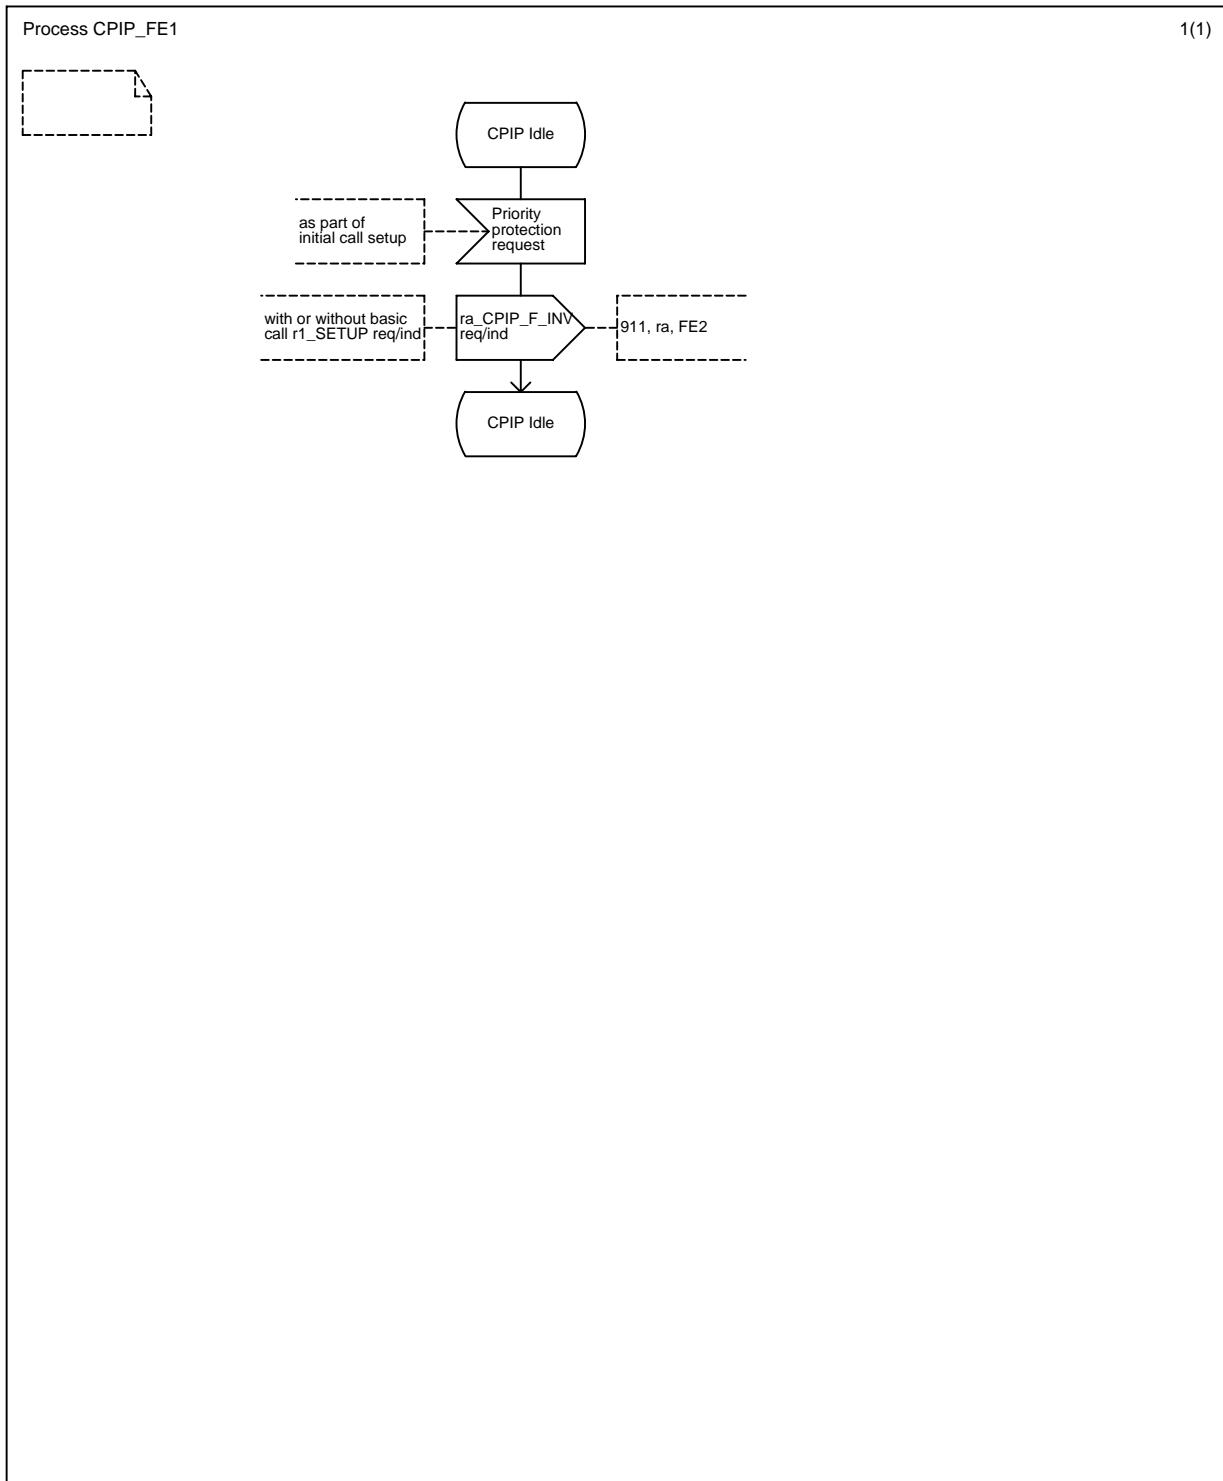 Process CPIP_FE1
1(1)
CPIP Idle
as part of
initial call setup
Priority
protection
request
with or without basic
call r1_SETUP req/ind
ra_CPIP_F_INV
req/ind
911, ra, FE2
CPIP Idle